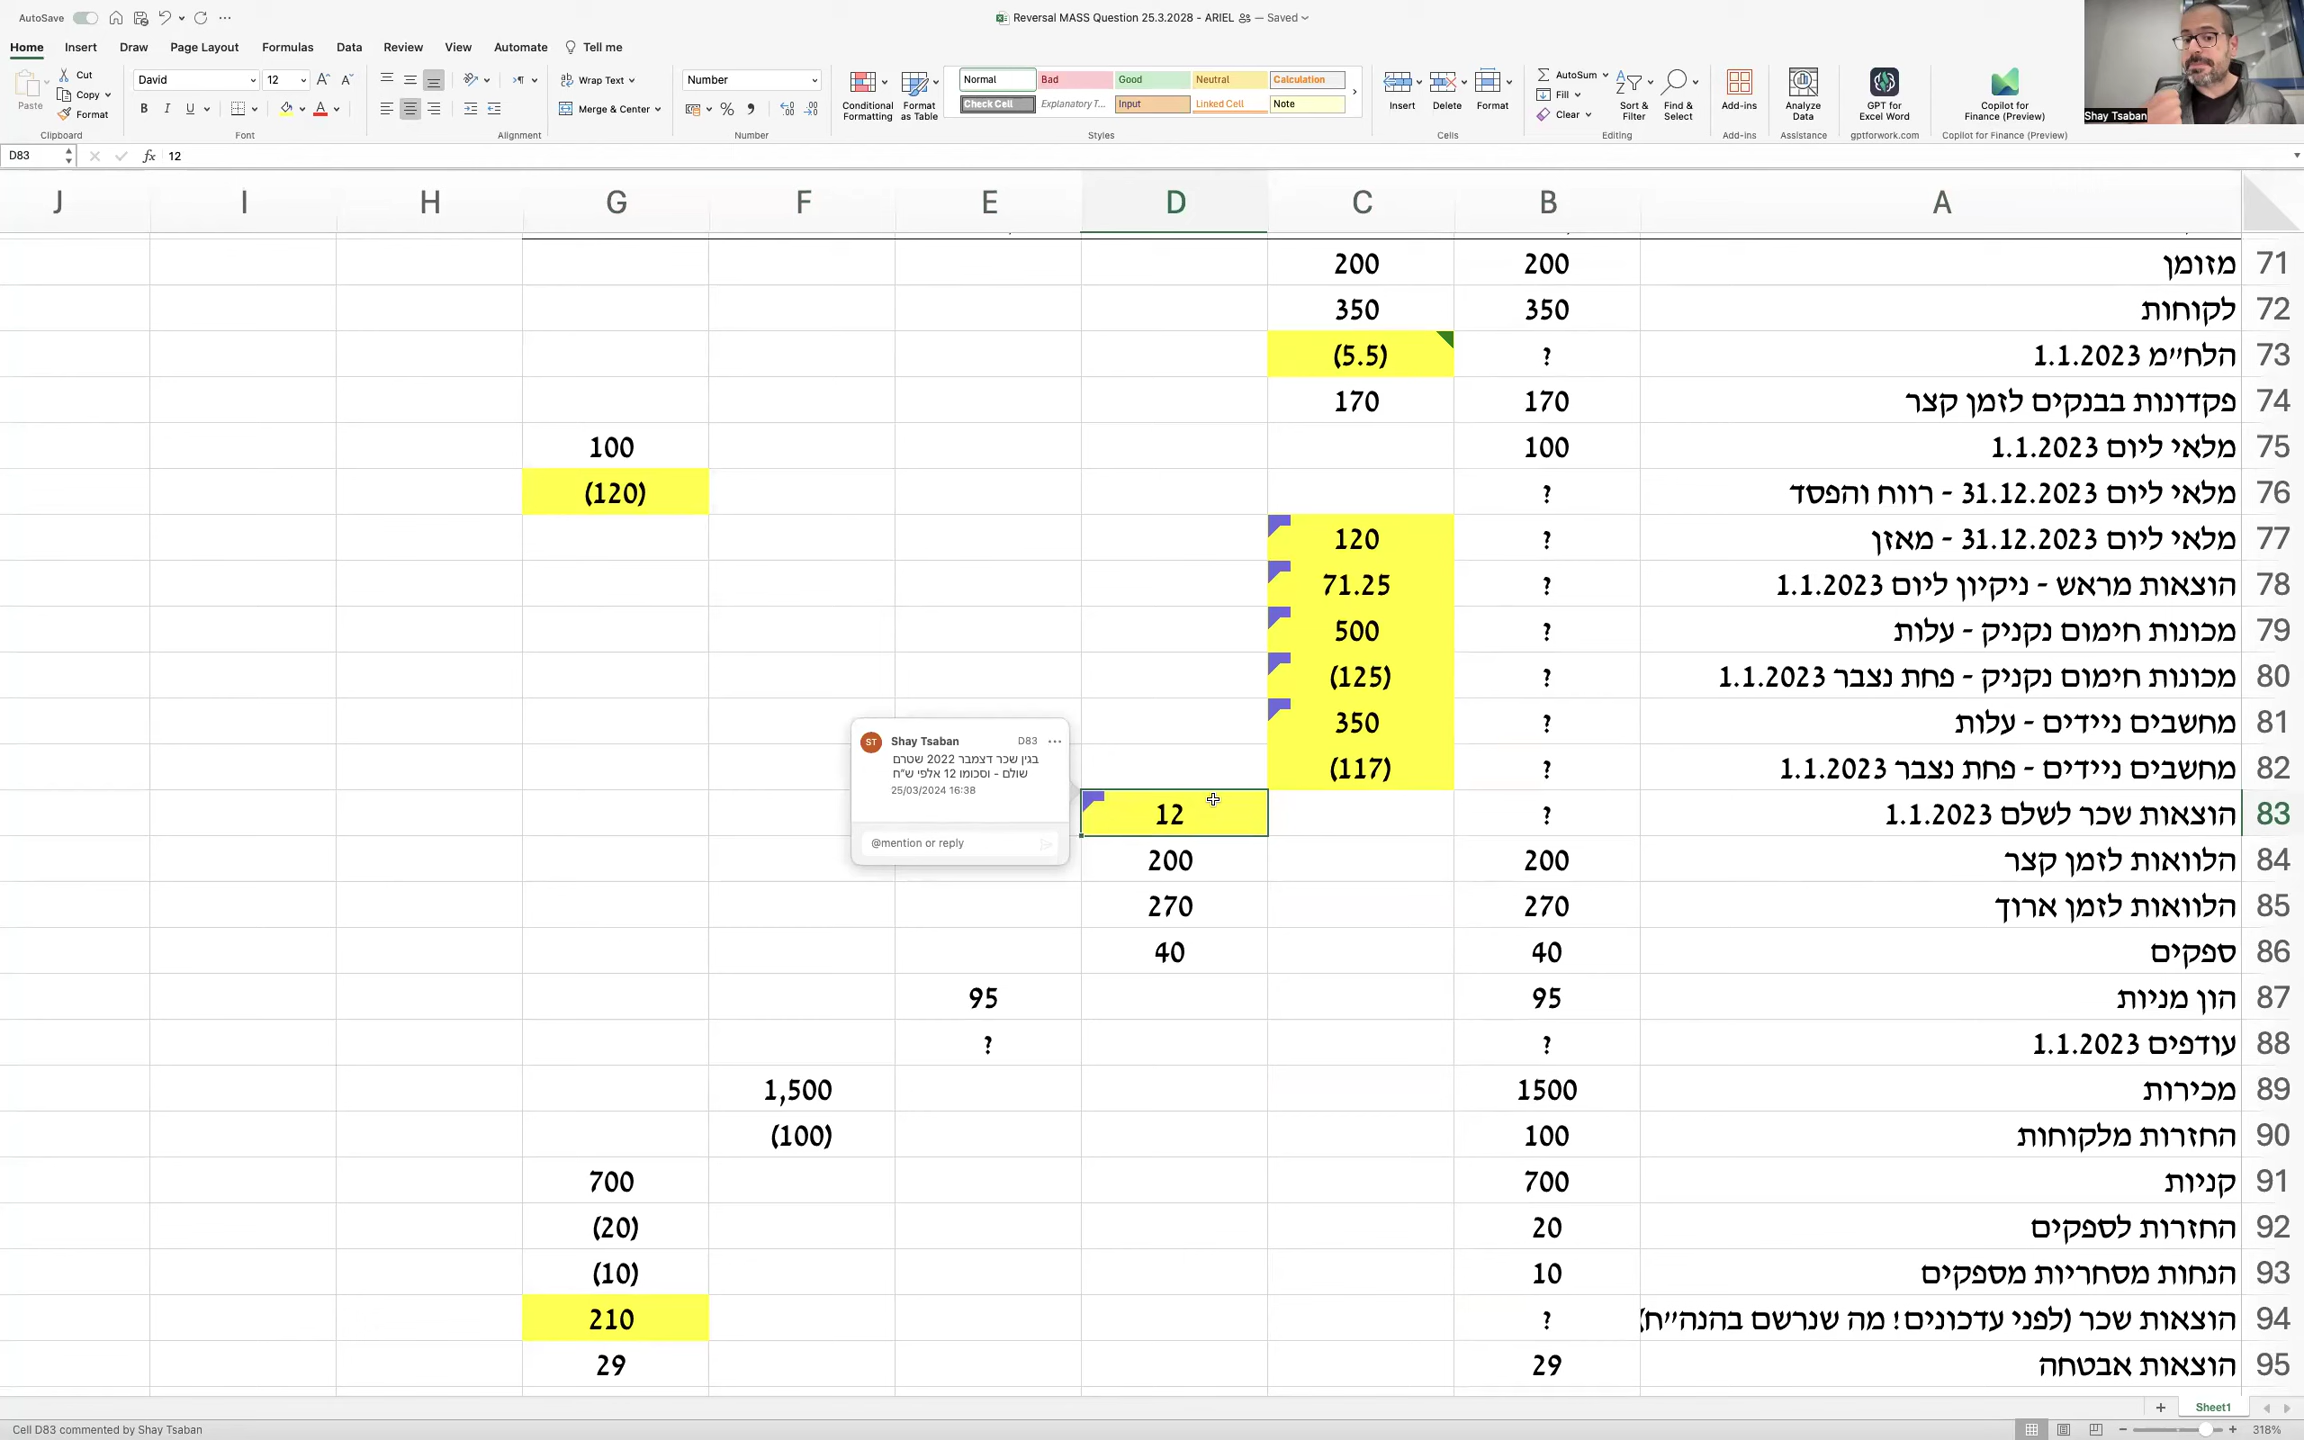 AutoSave
Reversal MASS Question 25.3.2028 - ARIEL — Saved
Home Insert Draw Page Layout Formulas Data Review View Automate Tell me
Paste Cut Copy Format Clipboard
David 12 B I U A Font
Wrap Text Merge & Center Alignment
Number Number
Conditional Formatting Format as Table
Normal Bad Good Neutral Calculation
Check Cell Explanatory T... Input Linked Cell Note
Styles
Insert Delete Format Cells
AutoSum Fill Clear Sort & Filter Find & Select Editing
Add-ins Add-ins
Analyze Data Assistance
GPT for Excel Word gptforwork.com
Copilot for Finance (Preview) Copilot for Finance (Preview)
Shay Tsaban
D83 fx 12
J I H G F E D C B A
71 מזומן 200 200
72 לקוחות 350 350
73 הלח״מ 1.1.2023 ? (5.5)
74 פקדונות בבנקים לזמן קצר 170 170
75 מלאי ליום 1.1.2023 100 100
76 מלאי ליום 31.12.2023 - רווח והפסד ? (120)
77 מלאי ליום 31.12.2023 - מאזן ? 120
78 הוצאות מראש - ניקיון ליום 1.1.2023 ? 71.25
79 מכונות חימום נקניק - עלות ? 500
80 מכונות חימום נקניק - פחת נצבר 1.1.2023 ? (125)
81 מחשבים ניידים - עלות ? 350
82 מחשבים ניידים - פחת נצבר 1.1.2023 ? (117)
83 הוצאות שכר לשלם 1.1.2023 ? 12
84 הלוואות לזמן קצר 200 200
85 הלוואות לזמן ארוך 270 270
86 ספקים 40 40
87 הון מניות 95 95
88 עודפים 1.1.2023 ? ?
89 מכירות 1500 1,500
90 החזרות מלקוחות 100 (100)
91 קניות 700 700
92 החזרות לספקים 20 (20)
93 הנחות מסחריות מספקים 10 (10)
94 הוצאות שכר (לפני עדכונים! מה שנרשם בהנה״ח) ? 210
95 הוצאות אבטחה 29 29
ST Shay Tsaban D83
בגין שכר דצמבר 2022 שטרם
שולם - וסכומו 12 אלפי ש״ח
25/03/2024 16:38
@mention or reply
Sheet1
Cell D83 commented by Shay Tsaban
318%